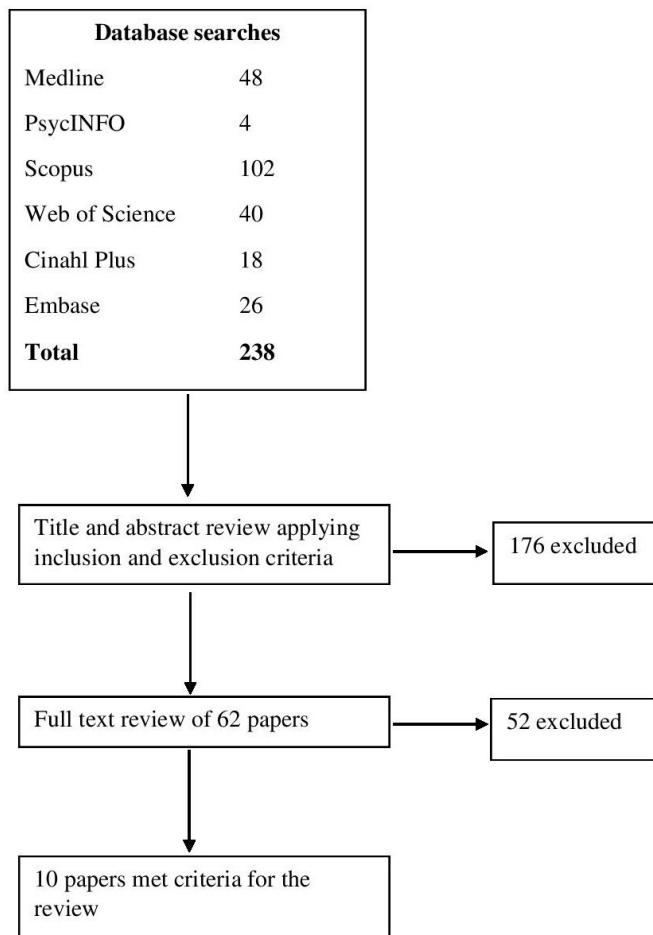 Database searches
Medline 48
PsycINFO 4
Scopus 102
Web of Science 40
Cinahl Plus 18
Embase 26
Total 238
Title and abstract review applying
inclusion and exclusion criteria
176 excluded
Full text review of 62 papers
52 excluded
10 papers met criteria for the
review